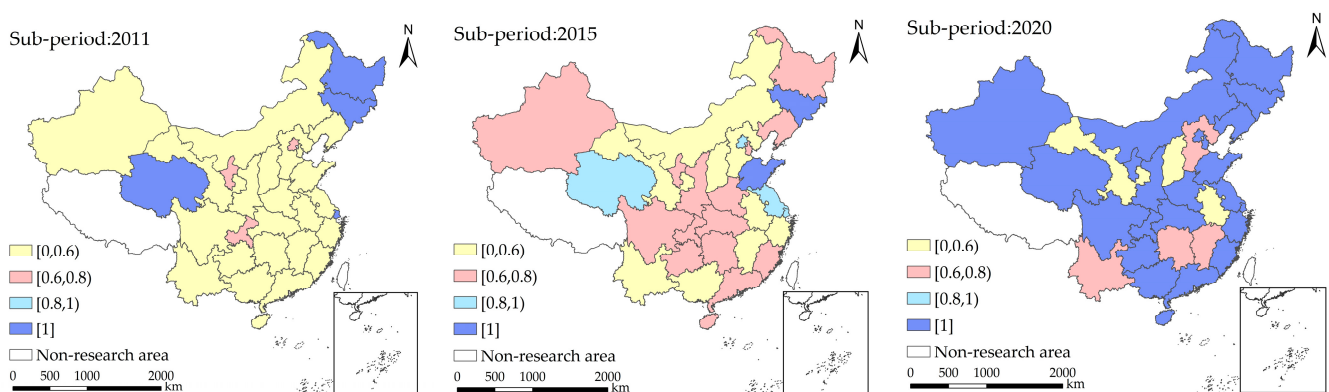 Sub-period:2011
N
[0,0.6)
[0.6,0.8)
[0.8,1)
[1]
Non-research area
0 500 1000 2000
km
Sub-period:2015
N
[0,0.6)
[0.6,0.8)
[0.8,1)
[1]
Non-research area
0 500 1000 2000
km
Sub-period:2020
N
[0,0.6)
[0.6,0.8)
[0.8,1)
[1]
Non-research area
0 500 1000 2000
km